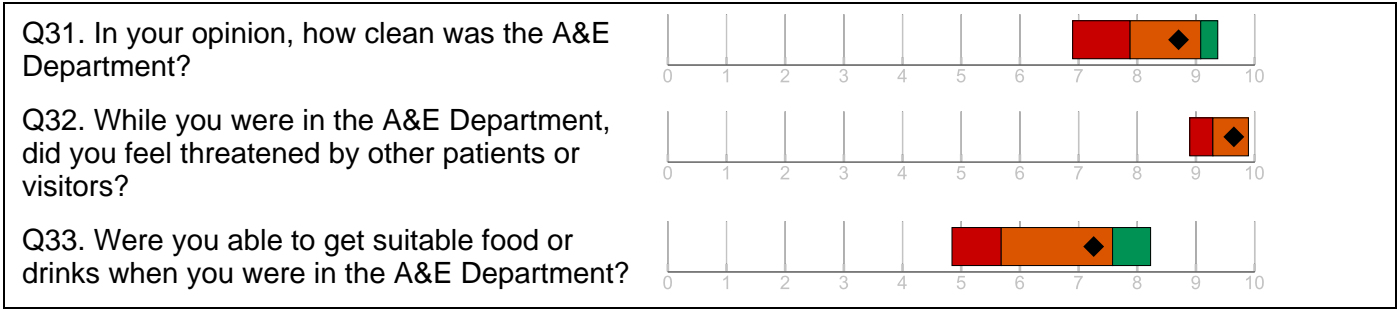 Q31. In your opinion, how clean was the A&E
Department?
0 1 2 3 4 5 6 7 8 9 10
Q32. While you were in the A&E Department,
did you feel threatened by other patients or
visitors?
0 1 2 3 4 5 6 7 8 9 10
Q33. Were you able to get suitable food or
drinks when you were in the A&E Department?
0 1 2 3 4 5 6 7 8 9 10